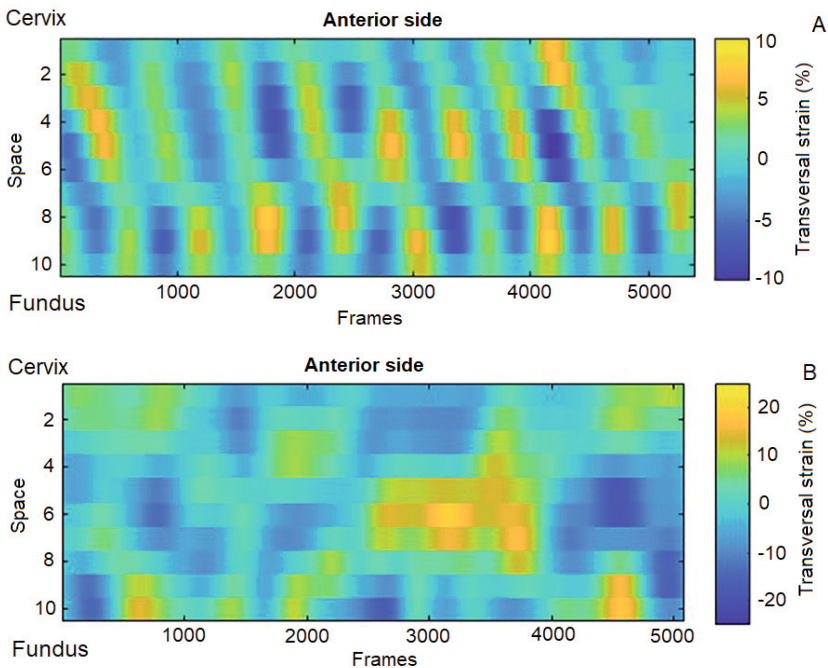 Cervix
Anterior side
A
2
4
6
8
10
Space
1000 2000 3000 4000 5000
Frames
Fundus
10
5
0
-5
-10
Transversal strain (%)
Cervix
Anterior side
B
2
4
6
8
10
Space
1000 2000 3000 4000 5000
Frames
Fundus
20
10
0
-10
-20
Transversal strain (%)